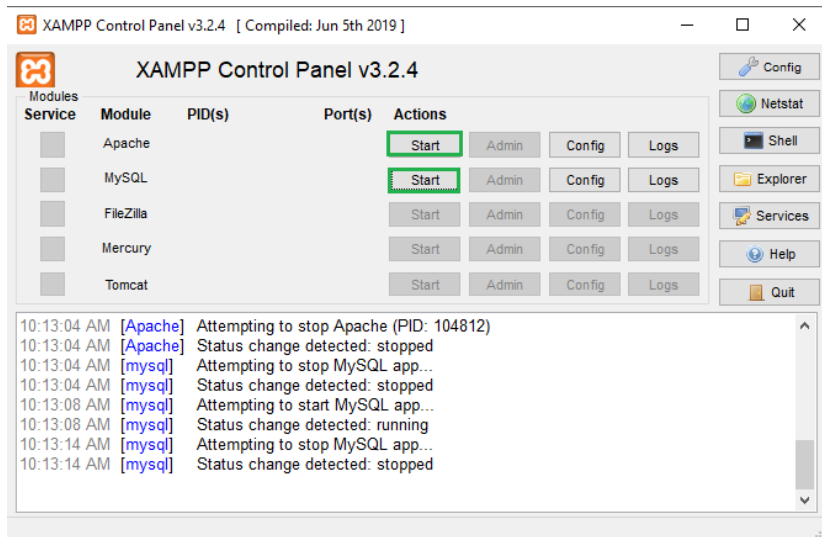 XAMPP Control Panel v3.2.4 [ Compiled: Jun 5th 2019 ]
XAMPP Control Panel v3.2.4
Config
Modules
Netstat
Service Module PID(s) Port(s) Actions
Apache Start Admin Config Logs
Shell
MySQL Start Admin Config Logs
Explorer
FileZilla Start Admin Config Logs
Services
Mercury Start Admin Config Logs
Help
Tomcat Start Admin Config Logs
Quit
10:13:04 AM [Apache] Attempting to stop Apache (PID: 104812)
10:13:04 AM [Apache] Status change detected: stopped
10:13:04 AM [mysql] Attempting to stop MySQL app...
10:13:04 AM [mysql] Status change detected: stopped
10:13:08 AM [mysql] Attempting to start MySQL app...
10:13:08 AM [mysql] Status change detected: running
10:13:14 AM [mysql] Attempting to stop MySQL app...
10:13:14 AM [mysql] Status change detected: stopped